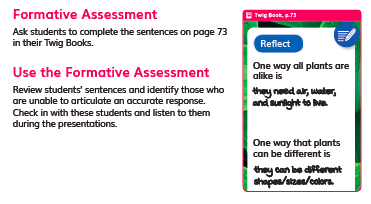 Formative Assessment
Ask students to complete the sentences on page 73
in their Twig Books.
Use the Formative Assessment
Review students' sentences and identify those who
are unable to articulate an accurate response.
Check in with these students and listen to them
during the presentations.
Twig Book, p.73
Reflect
One way all plants are
alike is
they need air, water,
and sunlight to live.
One way that plants
can be different is
they can be different
shapes/sizes/colors.